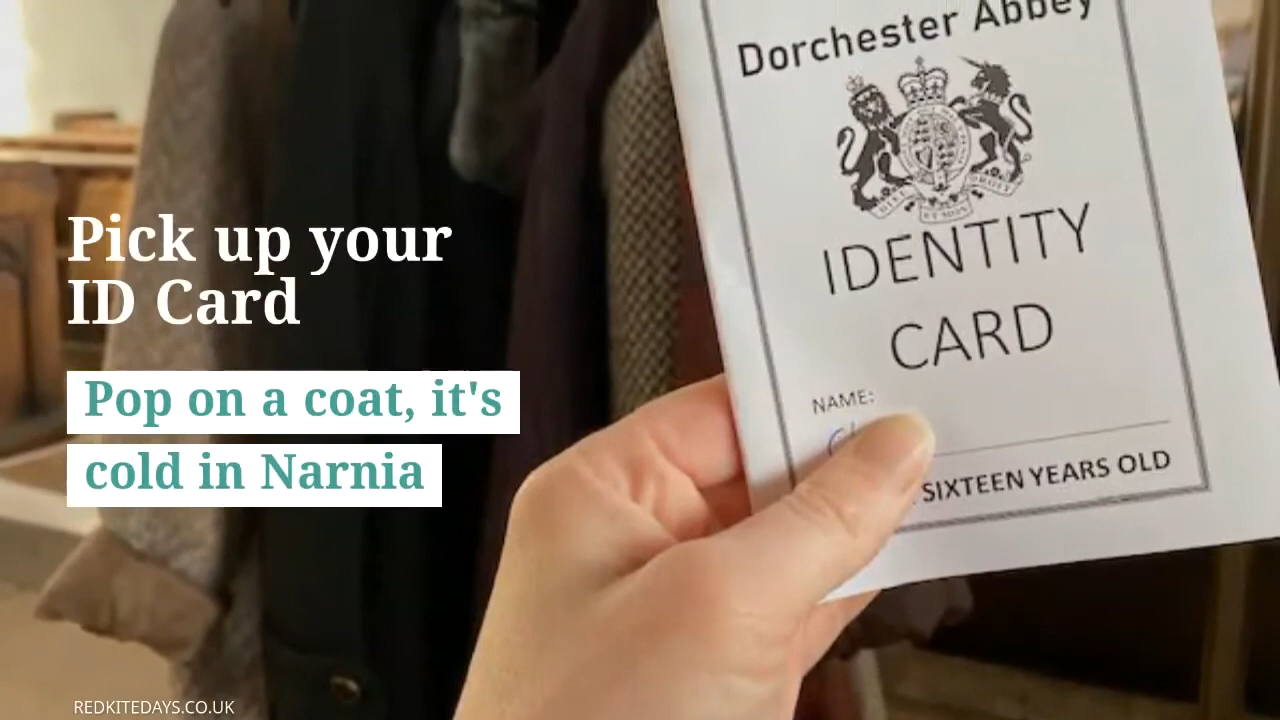 Pick up your
ID Card
Pop on a coat, it's
cold in Narnia
REDKITEDAYS.CO.UK
Dorchester Abbey
IDENTITY
CARD
NAME:
SIXTEEN YEARS OLD